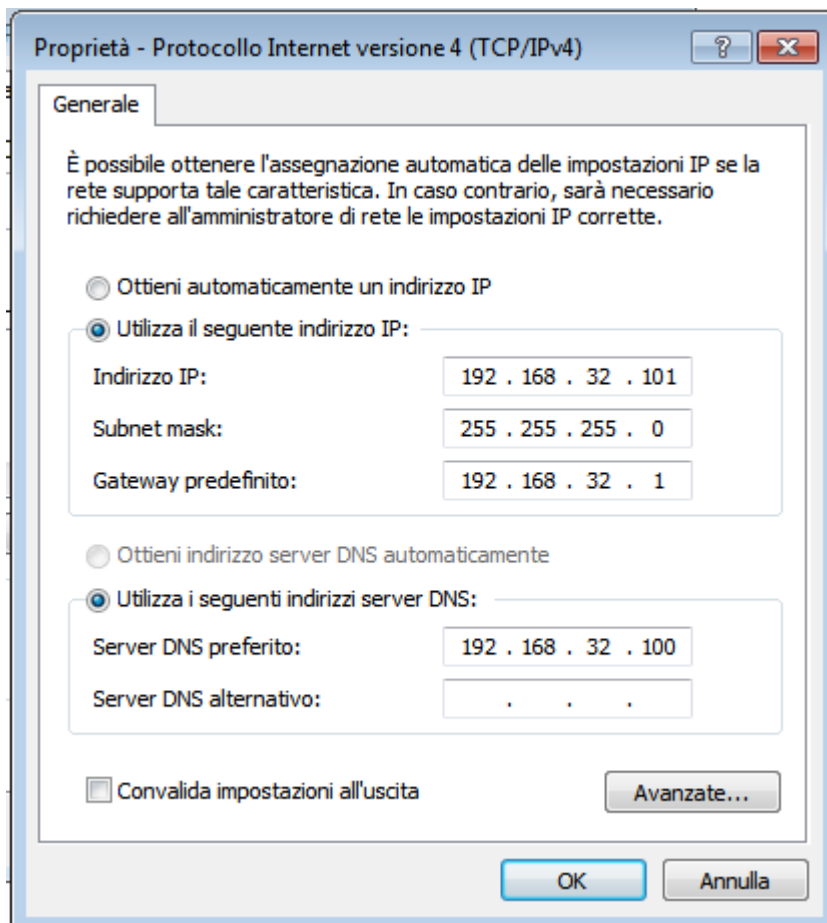 Proprietà - Protocollo Internet versione 4 (TCP/IPv4)
Generale
È possibile ottenere l'assegnazione automatica delle impostazioni IP se la
rete supporta tale caratteristica. In caso contrario, sarà necessario
richiedere all'amministratore di rete le impostazioni IP corrette.
Ottieni automaticamente un indirizzo IP
Utilizza il seguente indirizzo IP:
Indirizzo IP: 192 . 168 . 32 . 101
Subnet mask: 255 . 255 . 255 . 0
Gateway predefinito: 192 . 168 . 32 . 1
Ottieni indirizzo server DNS automaticamente
Utilizza i seguenti indirizzi server DNS:
Server DNS preferito: 192 . 168 . 32 . 100
Server DNS alternativo: . . .
Convalida impostazioni all'uscita
Avanzate...
OK Annulla